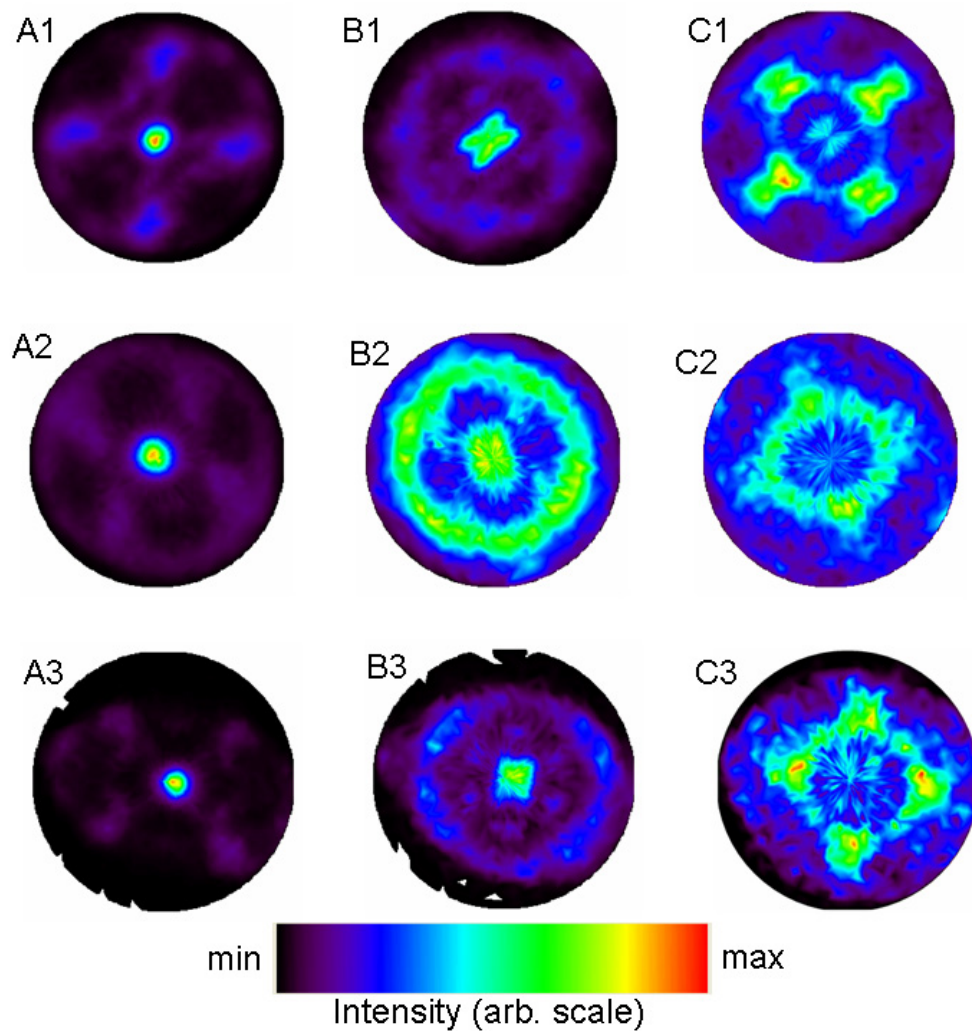 A1 B1 C1
A2 B2 C2
A3 B3 C3
min max
Intensity (arb. scale)